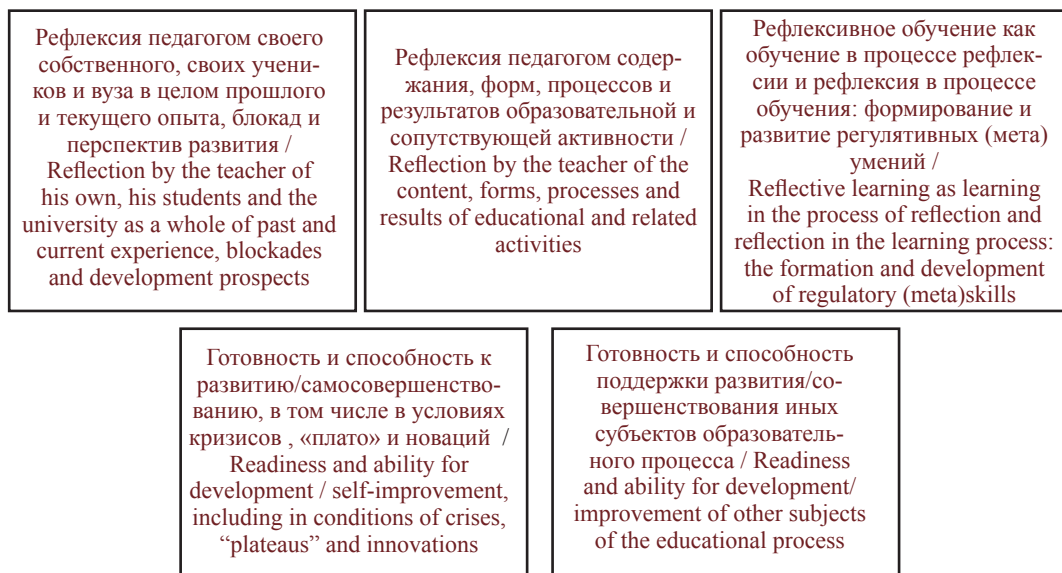 Рефлексия педагогом своего
собственного, своих учени-
ков и вуза в целом прошлого
и текущего опыта, блокад и
перспектив развития /
Reflection by the teacher of
his own, his students and the
university as a whole of past and
current experience, blockades
and development prospects
Рефлексия педагогом содер-
жания, форм, процессов и
результатов образовательной и
сопутствующей активности /
Reflection by the teacher of the
content, forms, processes and
results of educational and related
activities
Рефлексивное обучение как
обучение в процессе рефлек-
сии и рефлексия в процессе
обучения: формирование и
развитие регулятивных (мета)
умений /
Reflective learning as learning
in the process of reflection and
reflection in the learning process:
the formation and development
of regulatory (meta)skills
Готовность и способность к
развитию/самосовершенство-
ванию, в том числе в условиях
кризисов , «плато» и новаций /
Readiness and ability for
development / self-improvement,
including in conditions of crises,
“plateaus” and innovations
Готовность и способность
поддержки развития/со-
вершенствования иных
субъектов образователь-
ного процесса / Readiness
and ability for development/
improvement of other subjects
of the educational process